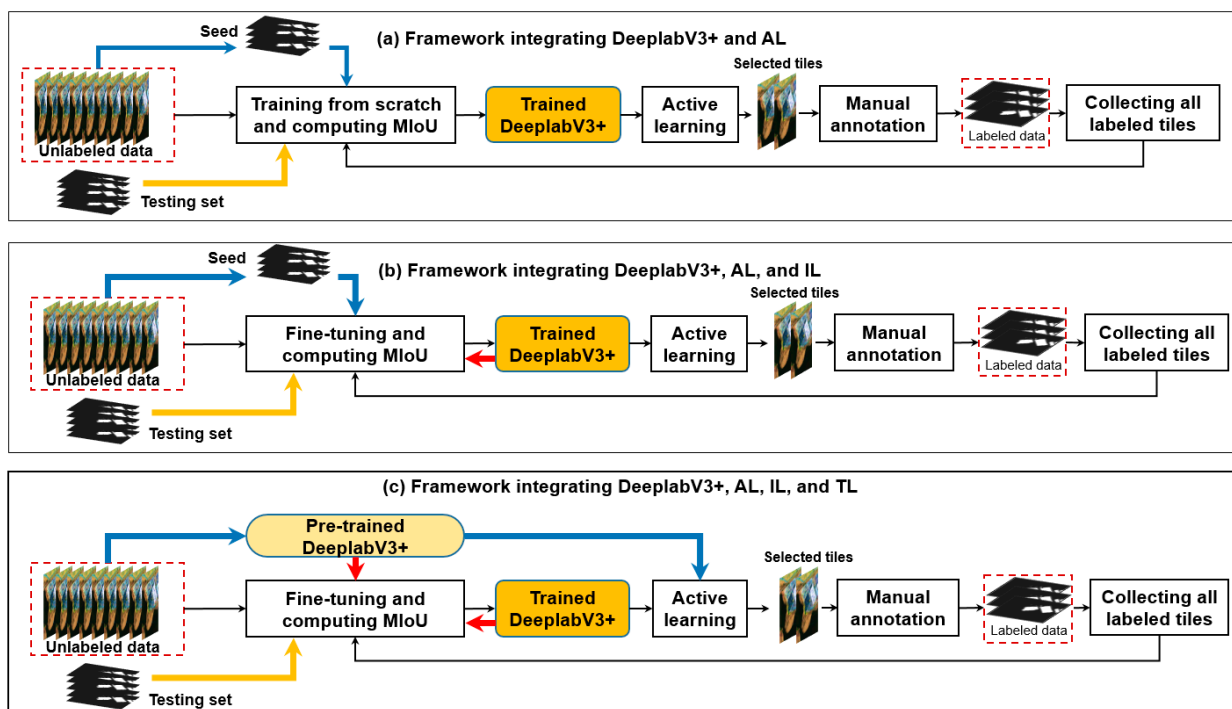 (a) Framework integrating DeeplabV3+ and AL
Seed
Unlabeled data
Testing set
Training from scratch
and computing MIoU
Trained
DeeplabV3+
Active
learning
Selected tiles
Manual
annotation
Labeled data
Collecting all
labeled tiles
(b) Framework integrating DeeplabV3+, AL, and IL
Seed
Unlabeled data
Testing set
Fine-tuning and
computing MIoU
Trained
DeeplabV3+
Active
learning
Selected tiles
Manual
annotation
Labeled data
Collecting all
labeled tiles
(c) Framework integrating DeeplabV3+, AL, IL, and TL
Pre-trained
DeeplabV3+
Unlabeled data
Testing set
Fine-tuning and
computing MIoU
Trained
DeeplabV3+
Active
learning
Selected tiles
Manual
annotation
Labeled data
Collecting all
labeled tiles